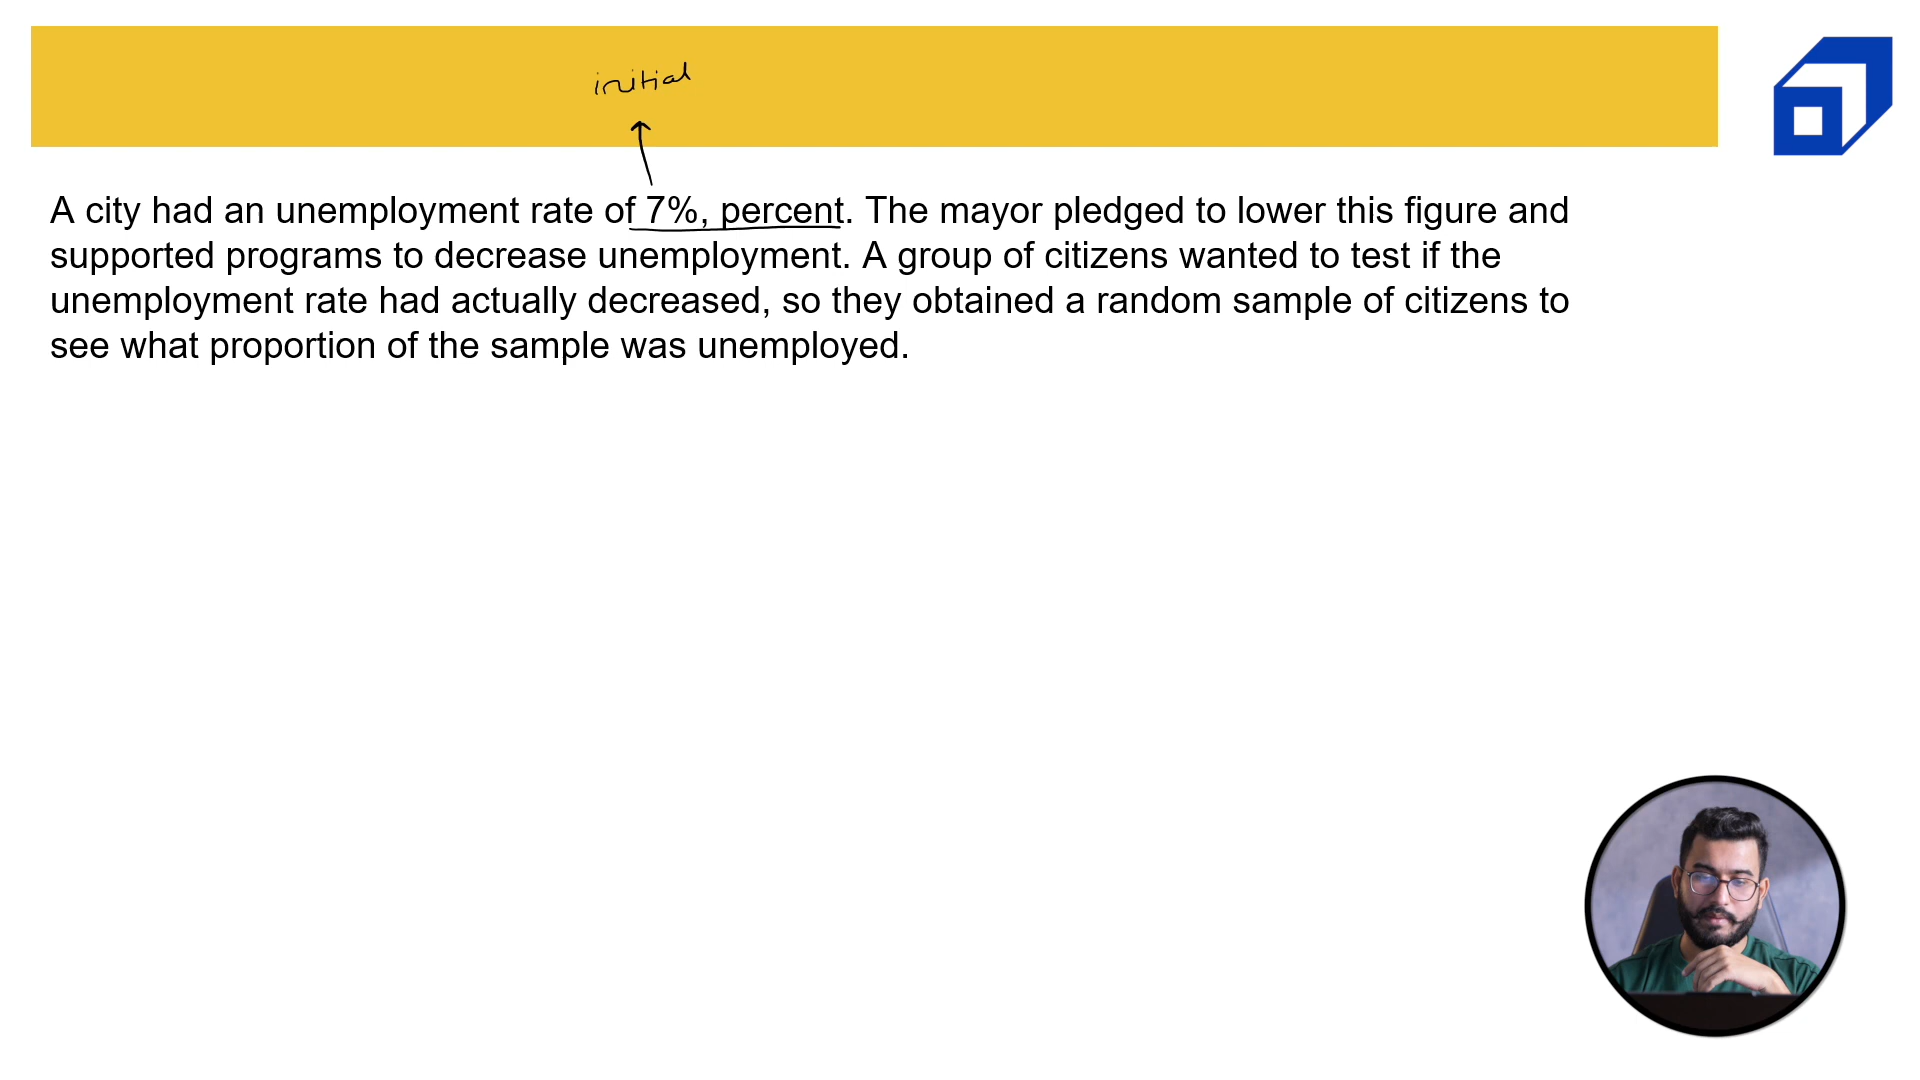 initial
A city had an unemployment rate of 7%, percent. The mayor pledged to lower this figure and
supported programs to decrease unemployment. A group of citizens wanted to test if the
unemployment rate had actually decreased, so they obtained a random sample of citizens to
see what proportion of the sample was unemployed.